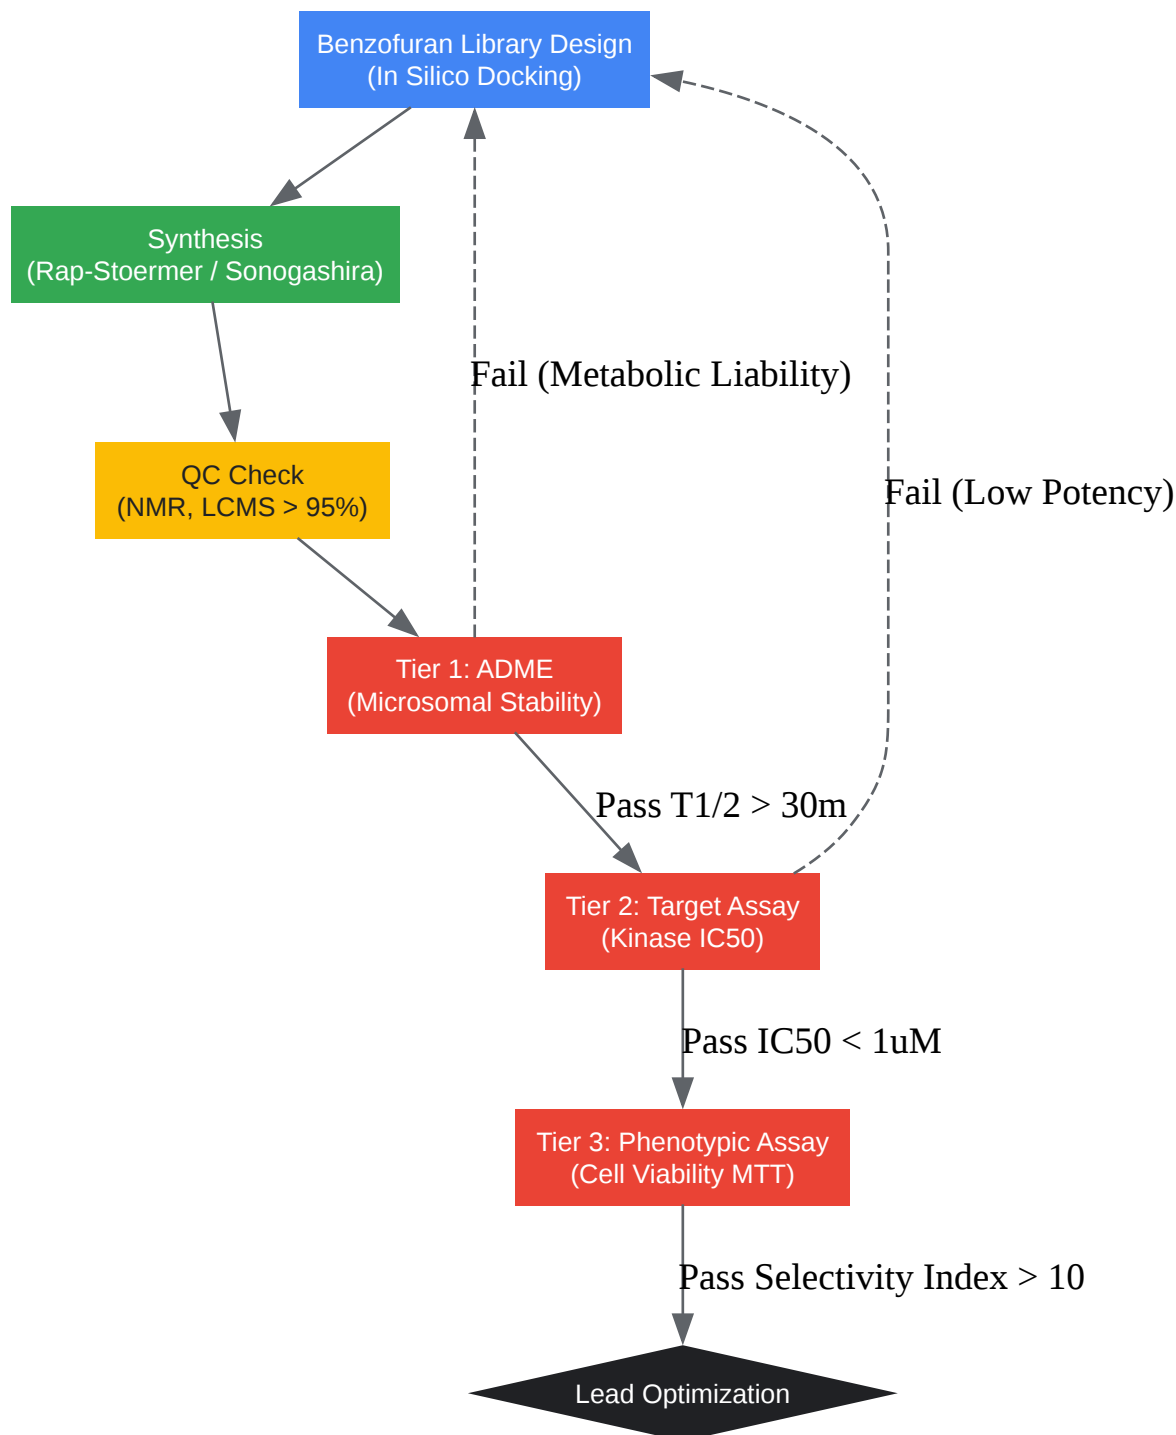 Benzofuran Library Design
(In Silico Docking)
Synthesis
(Rap-Stoermer / Sonogashira)
Fail (Metabolic Liability)
QC Check
(NMR, LCMS > 95%)
Fail (Low Potency)
Tier 1: ADME
(Microsomal Stability)
Pass T1/2 > 30m
Tier 2: Target Assay
(Kinase IC50)
Pass IC50 < 1uM
Tier 3: Phenotypic Assay
(Cell Viability MTT)
Pass Selectivity Index > 10
Lead Optimization